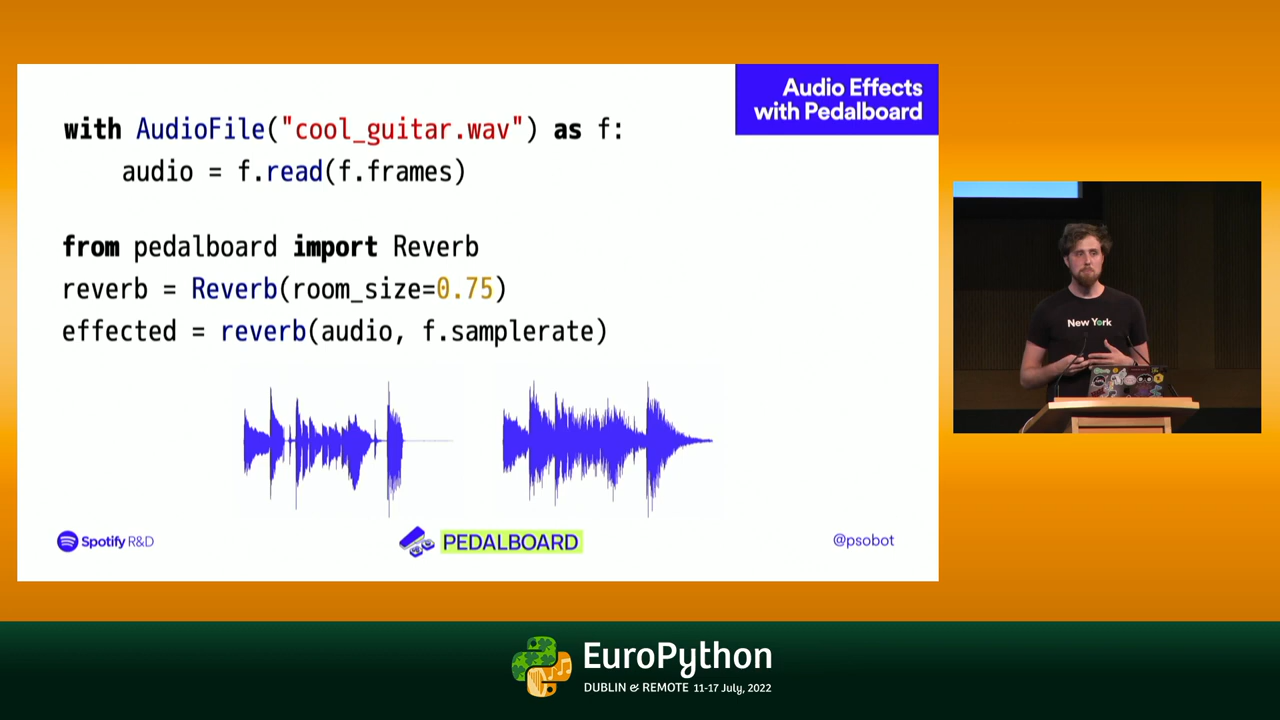 Audio Effects
with Pedalboard
with AudioFile("cool_guitar.wav") as f:
    audio = f.read(f.frames)
from pedalboard import Reverb
reverb = Reverb(room_size=0.75)
effected = reverb(audio, f.samplerate)
Spotify R&D
PEDALBOARD
@psobot
New York
EuroPython
DUBLIN & REMOTE 11-17 July, 2022